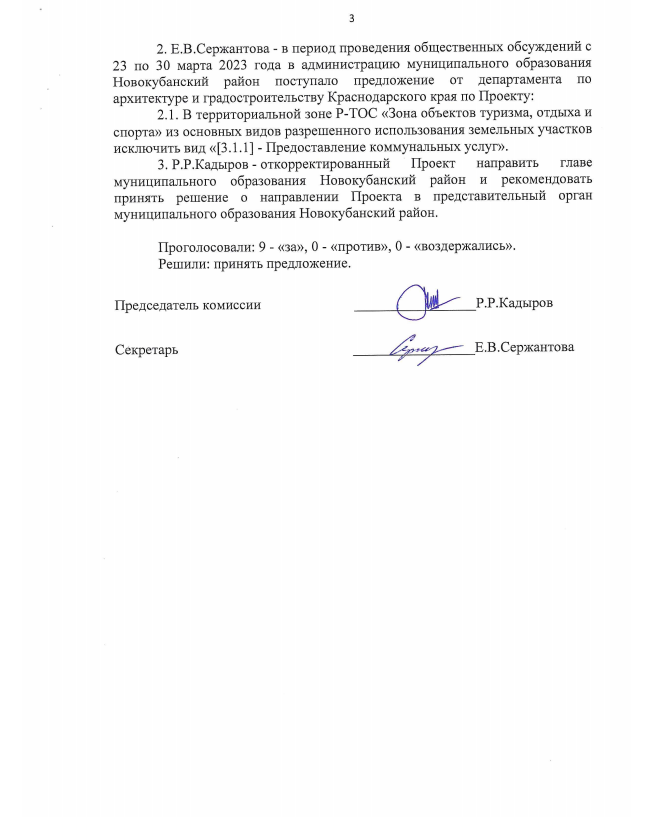 3
2. Е.В.Сержантова - в период проведения общественных обсуждений с
23 по 30 марта 2023 года в администрацию муниципального образования
Новокубанский район поступало предложение от департамента по
архитектуре и градостроительству Краснодарского края по Проекту:
2.1. В территориальной зоне Р-ТОС «Зона объектов туризма, отдыха и
спорта» из основных видов разрешенного использования земельных участков
исключить вид «[3.1.1] - Предоставление коммунальных услуг».
3. Р.Р.Кадыров - откорректированный Проект направить главе
муниципального образования Новокубанский район и рекомендовать
принять решение о направлении Проекта в представительный орган
муниципального образования Новокубанский район.
Проголосовали: 9 - «за», 0 - «против», 0 - «воздержались».
Решили: принять предложение.
Председатель комиссии Р.Р.Кадыров
Секретарь Е.В.Сержантова